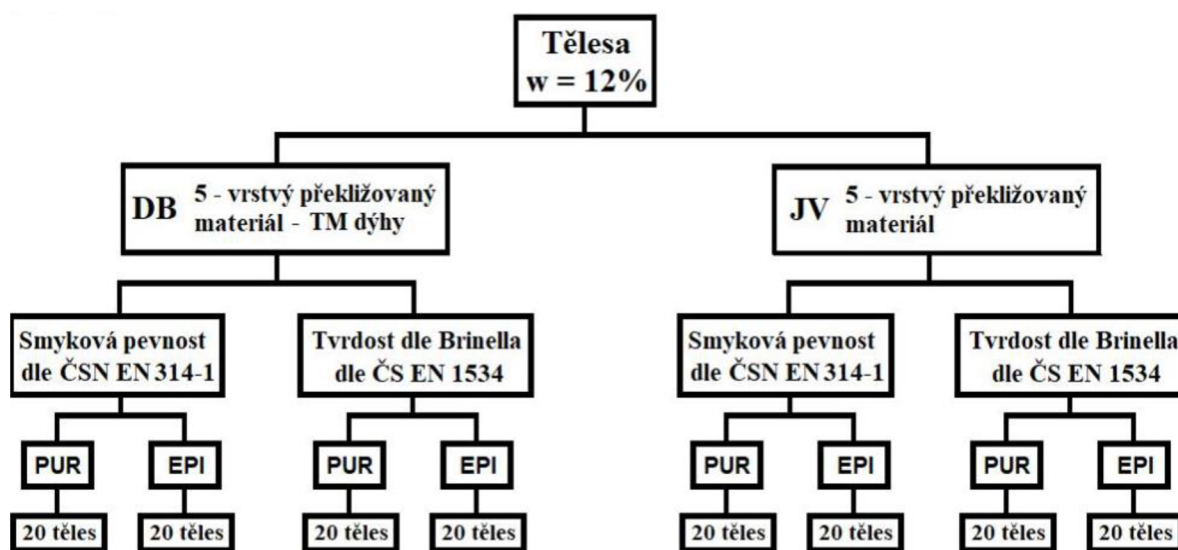 Tělesa
w = 12%
DB 5 - vrstvý překližovaný
materiál - TM dýhy
JV 5 - vrstvý překližovaný
materiál
Smyková pevnost
dle ČSN EN 314-1
Tvrdost dle Brinella
dle ČS EN 1534
Smyková pevnost
dle ČSN EN 314-1
Tvrdost dle Brinella
dle ČS EN 1534
PUR
EPI
PUR
EPI
PUR
EPI
PUR
EPI
20 těles
20 těles
20 těles
20 těles
20 těles
20 těles
20 těles
20 těles